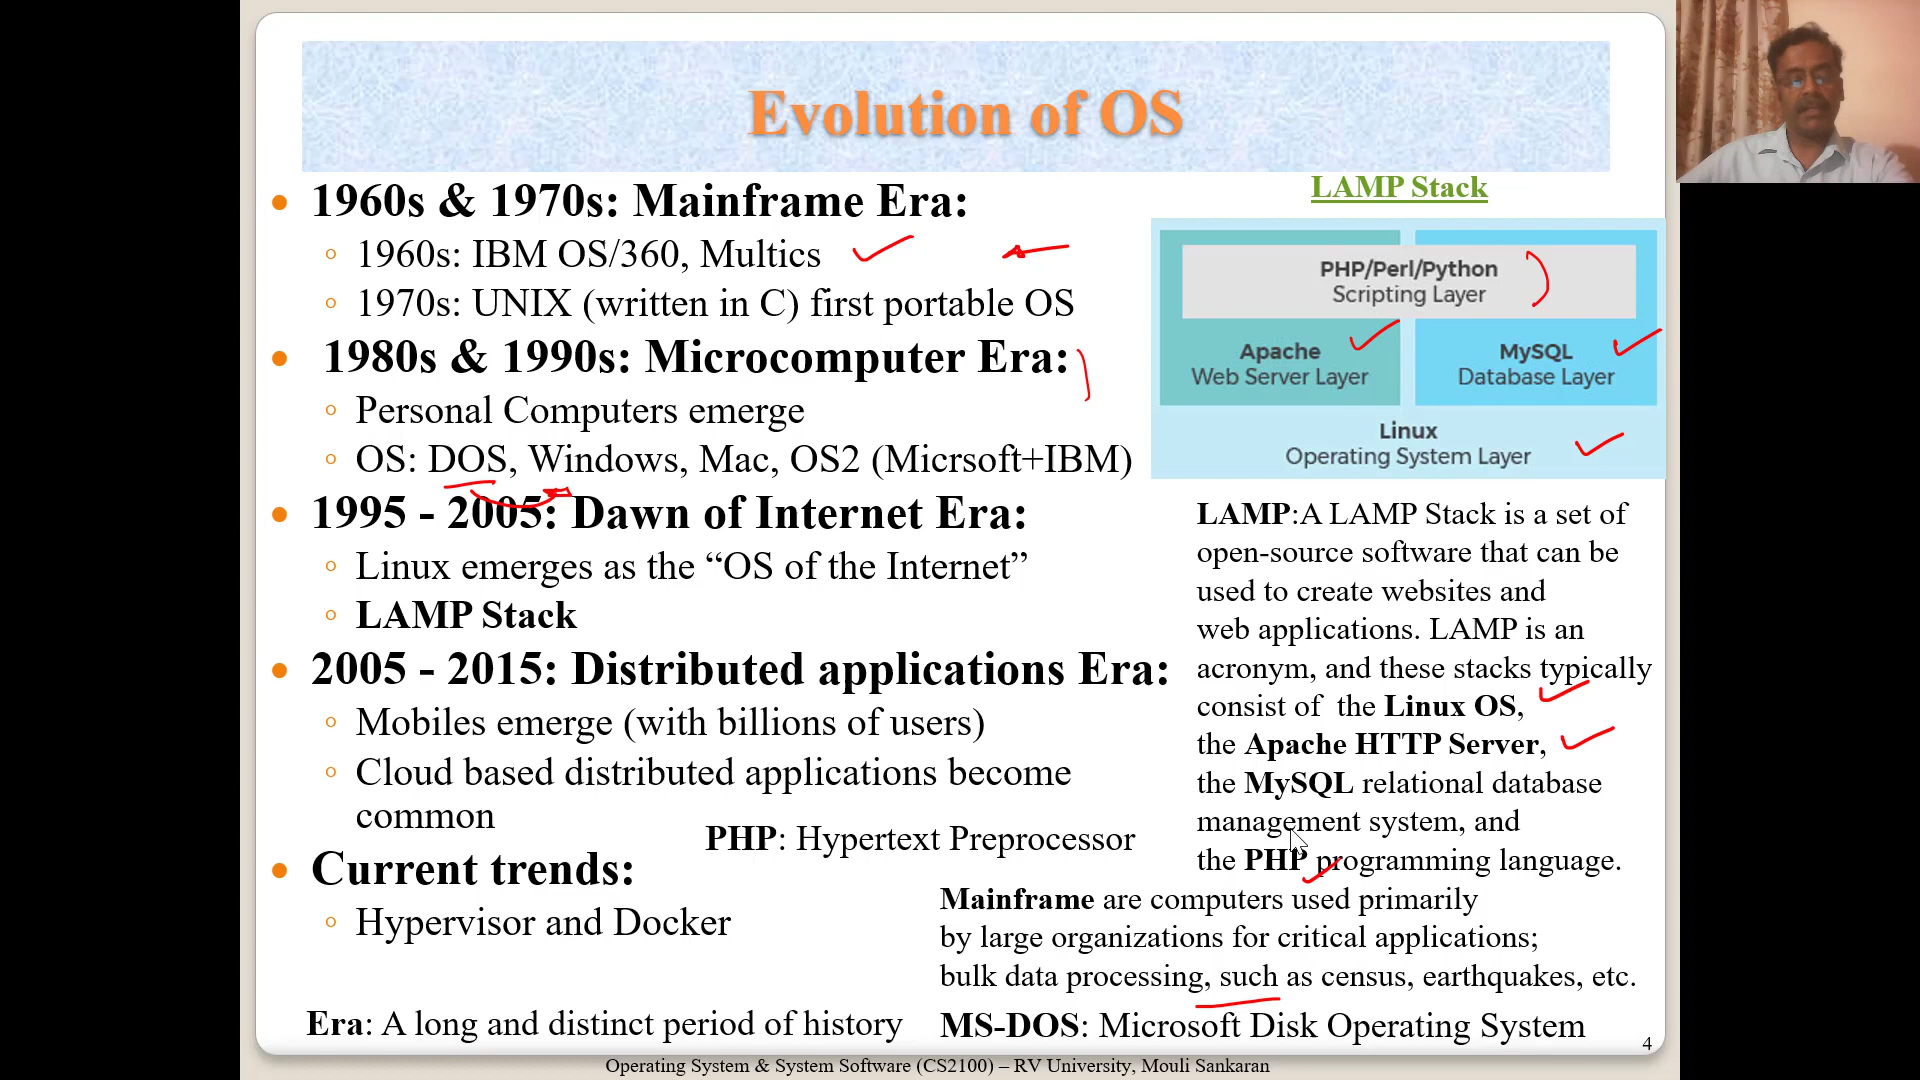 Evolution of OS
1960s & 1970s: Mainframe Era:
1960s: IBM OS/360, Multics
1970s: UNIX (written in C) first portable OS
1980s & 1990s: Microcomputer Era:
Personal Computers emerge
OS: DOS, Windows, Mac, OS2 (Micrsoft+IBM)
1995 - 2005: Dawn of Internet Era:
Linux emerges as the “OS of the Internet”
LAMP Stack
2005 - 2015: Distributed applications Era:
Mobiles emerge (with billions of users)
Cloud based distributed applications become
common
PHP: Hypertext Preprocessor
Current trends:
Hypervisor and Docker
Era: A long and distinct period of history
LAMP Stack
PHP/Perl/Python
Scripting Layer
Apache
Web Server Layer
MySQL
Database Layer
Linux
Operating System Layer
LAMP:A LAMP Stack is a set of
open-source software that can be
used to create websites and
web applications. LAMP is an
acronym, and these stacks typically
consist of the Linux OS,
the Apache HTTP Server,
the MySQL relational database
management system, and
the PHP programming language.
Mainframe are computers used primarily
by large organizations for critical applications;
bulk data processing, such as census, earthquakes, etc.
MS-DOS: Microsoft Disk Operating System
4
Operating System & System Software (CS2100) – RV University, Mouli Sankaran